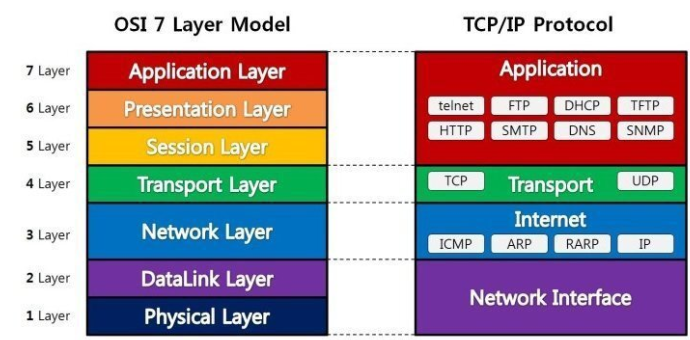 OSI 7 Layer Model
TCP/IP Protocol
7 Layer
Application Layer
6 Layer
Presentation Layer
5 Layer
Session Layer
4 Layer
Transport Layer
3 Layer
Network Layer
2 Layer
DataLink Layer
1 Layer
Physical Layer
Application
telnet FTP DHCP TFTP
HTTP SMTP DNS SNMP
TCP Transport UDP
Internet
ICMP ARP RARP IP
Network Interface